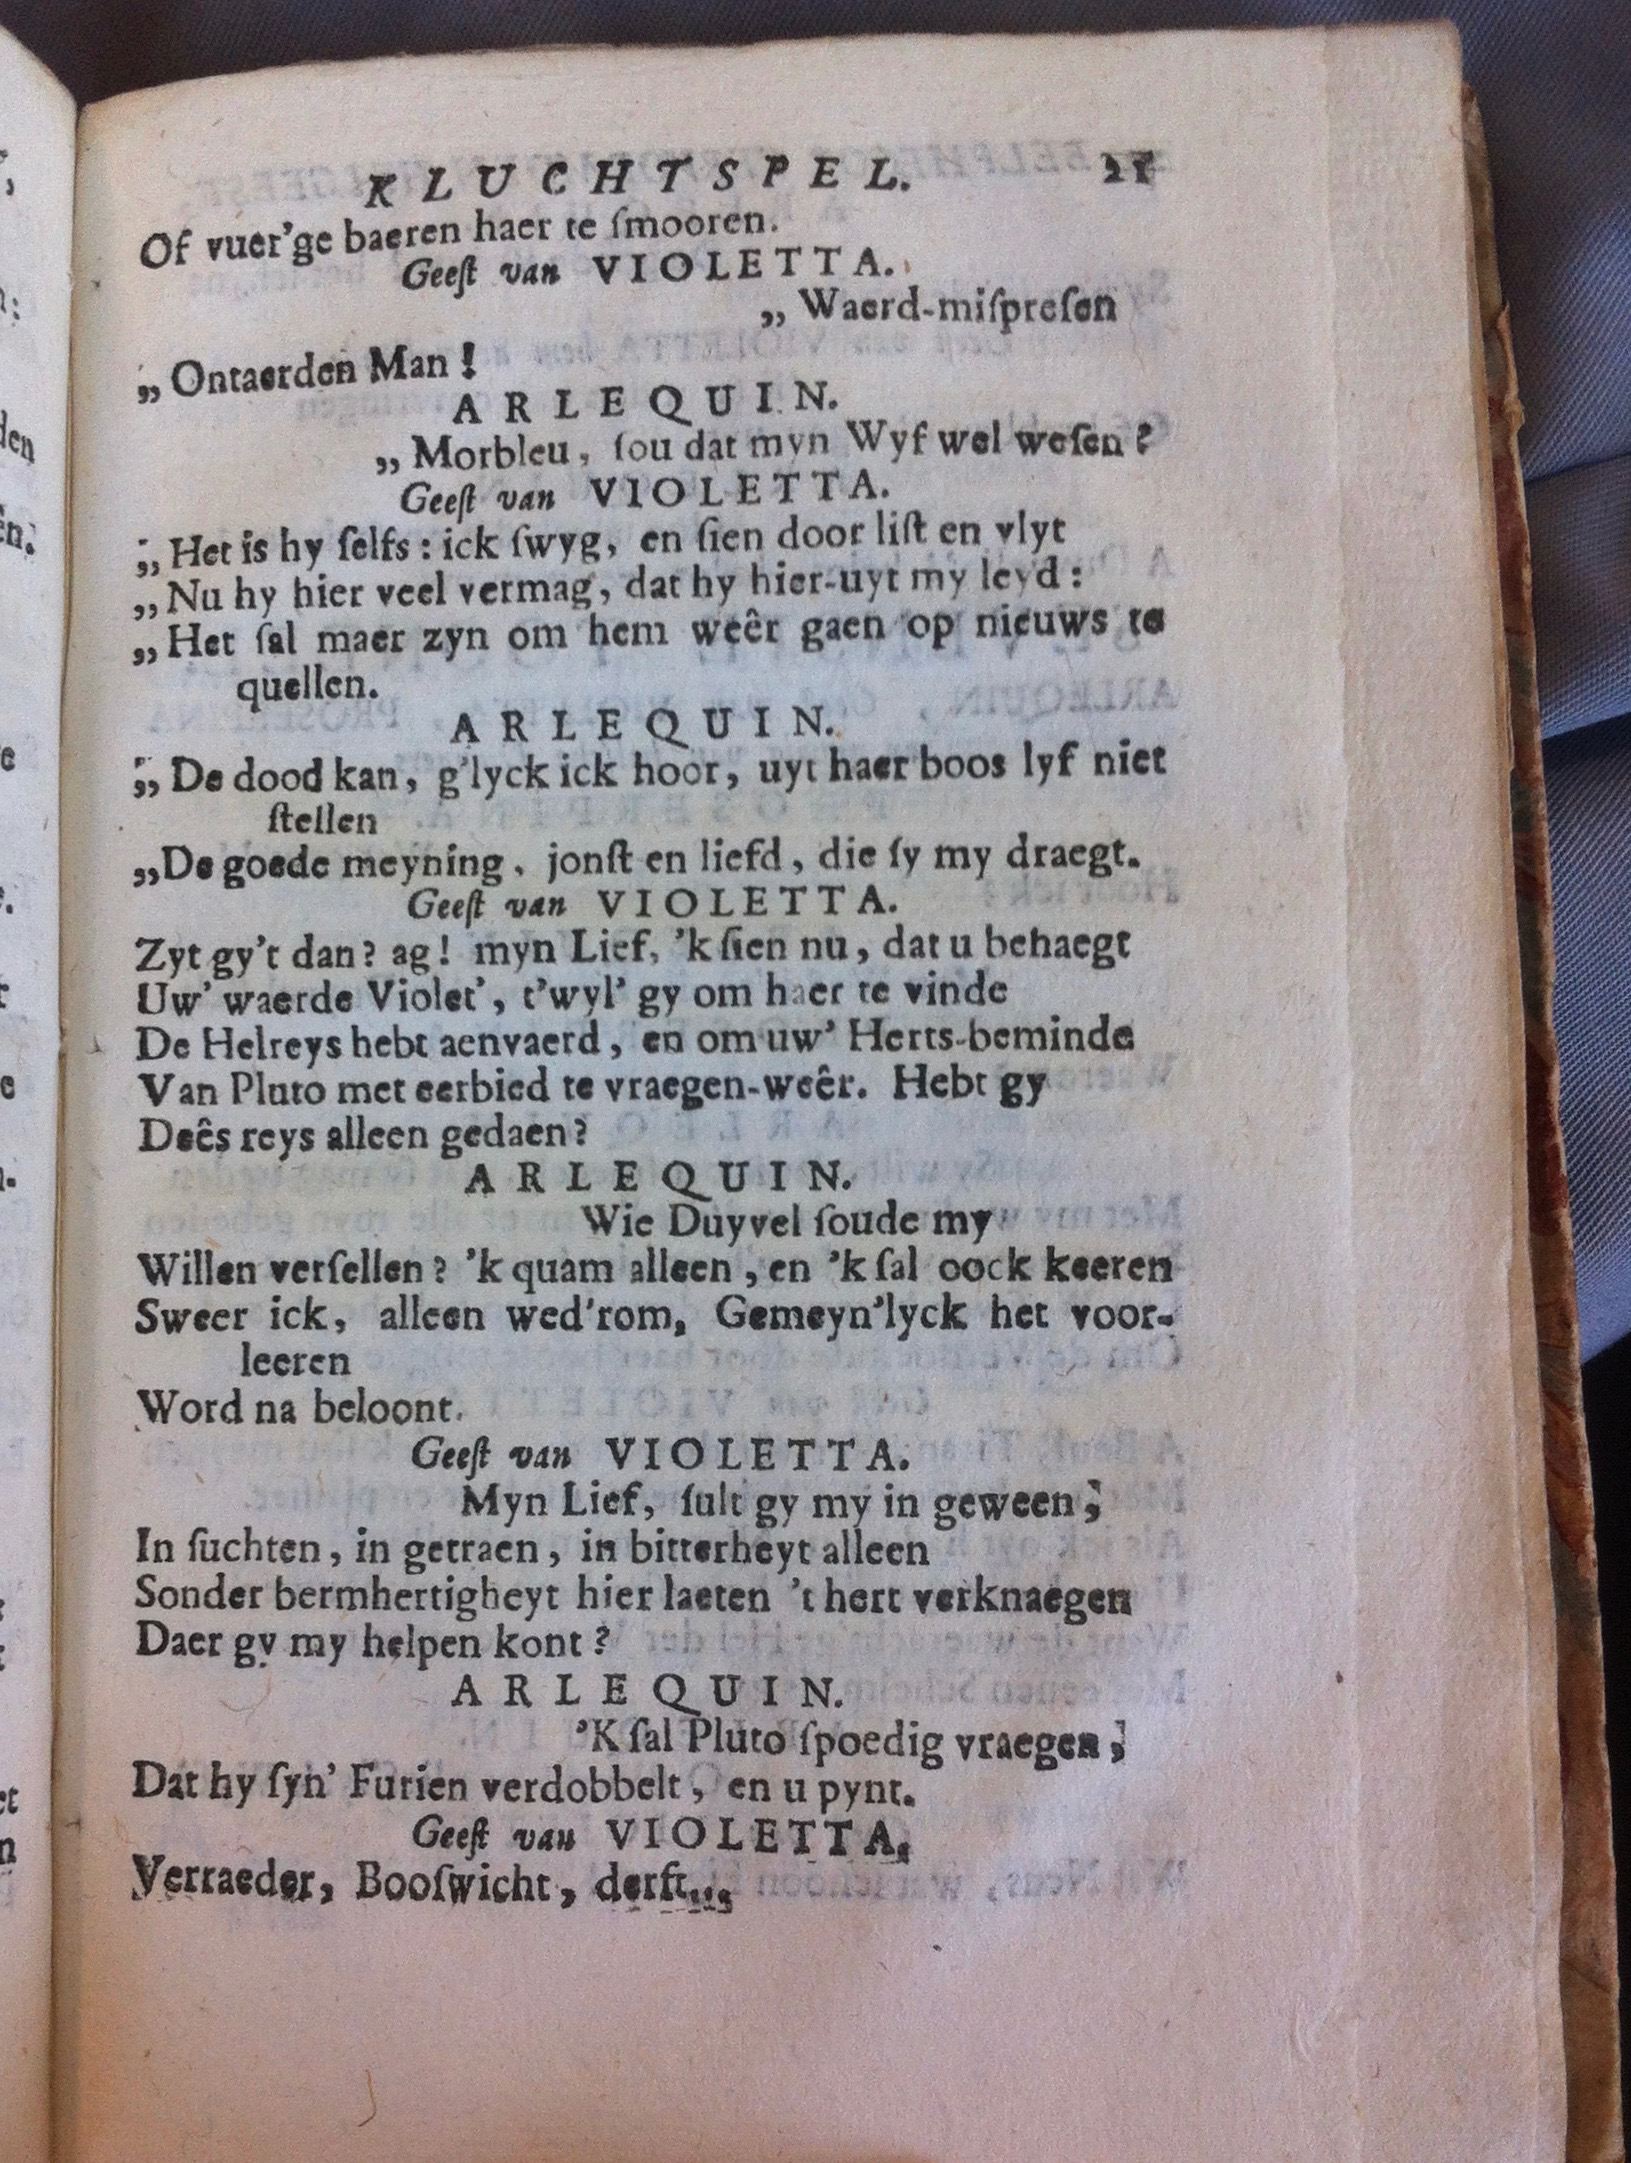 KLUCHTSPEL. 25
Of vuer'ge baeren haer te ſmooren.
Geeſt van VIOLETTA.
„ Waerd-miſpreſen
„ Ontaerden Man!
ARLEQUIN.
„ Morbleu, ſou dat myn Wyf wel weſen?
Geeſt van VIOLETTA.
„ Het is hy ſelfs: ick ſwyg, en ſien door liſt en vlyt
„ Nu hy hier veel vermag, dat hy hier-uyt my leyd:
„ Het ſal maer zyn om hem weêr gaen op nieuws te
quellen.
ARLEQUIN.
„ De dood kan, g'lyck ick hoor, uyt haer boos lyf niet
ſtellen
„ De goede meyning, jonſt en liefd, die ſy my draegt.
Geeſt van VIOLETTA.
Zyt gy't dan? ag! myn Lief, 'k ſien nu, dat u behaegt
Uw' waerde Violet', t'wyl' gy om haer te vinde
De Helreys hebt aenvaerd, en om uw' Herts-beminde
Van Pluto met eerbied te vraegen-weêr. Hebt gy
Deês reys alleen gedaen?
ARLEQUIN.
Wie Duyvel ſoude my
Willen verſellen? 'k quam alleen, en 'k ſal oock keeren
Sweer ick, alleen wed'rom, Gemeyn'lyck het voor-
leeren
Word na beloont.
Geeſt van VIOLETTA.
Myn Lief, ſult gy my in geween,
In ſuchten, in getraen, in bitterheyt alleen
Sonder bermhertigheyt hier laeten 't hert verknaegen
Daer gy my helpen kont?
ARLEQUIN.
'K ſal Pluto ſpoedig vraegen,
Dat hy ſyn' Furien verdobbelt, en u pynt.
Geeſt van VIOLETTA.
Verraeder, Booſwicht, derft...